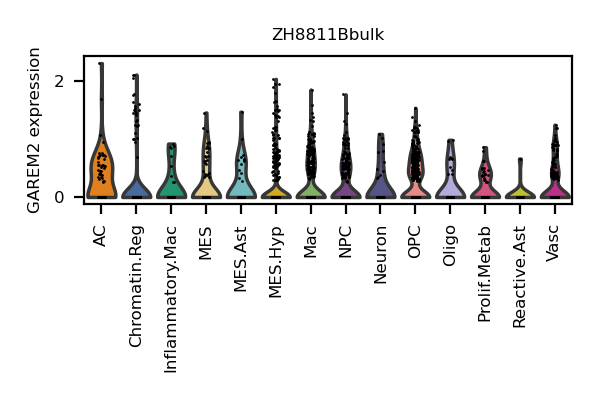 ZH8811Bbulk
GAREM2 expression
2
0
AC
Chromatin.Reg
Inflammatory.Mac
MES
MES.Ast
MES.Hyp
Mac
NPC
Neuron
OPC
Oligo
Prolif.Metab
Reactive.Ast
Vasc